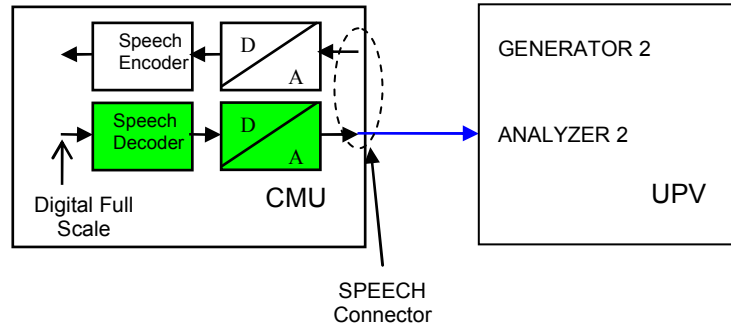 Speech
Encoder
D
A
GENERATOR 2
Speech
Decoder
D
A
ANALYZER 2
Digital Full
Scale
CMU
UPV
SPEECH
Connector